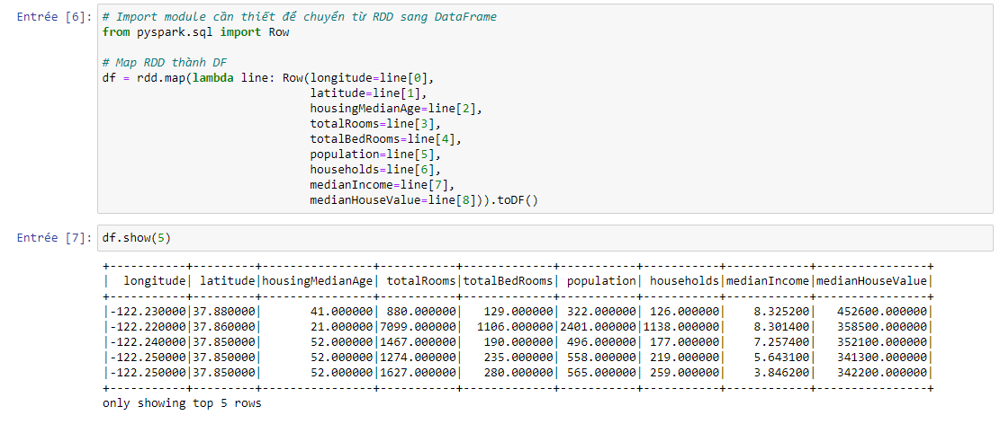 Entrée [6]: # Import module cần thiết để chuyển từ RDD sang DataFrame
from pyspark.sql import Row
# Map RDD thành DF
df = rdd.map(lambda line: Row(longitude=line[0],
latitude=line[1],
housingMedianAge=line[2],
totalRooms=line[3],
totalBedRooms=line[4],
population=line[5],
households=line[6],
medianIncome=line[7],
medianHouseValue=line[8])).toDF()
Entrée [7]: df.show(5)
+-----------+---------+----------------+-----------+-------------+-----------+-----------+------------+----------------+
|  longitude| latitude|housingMedianAge| totalRooms|totalBedRooms| population| households|medianIncome|medianHouseValue|
+-----------+---------+----------------+-----------+-------------+-----------+-----------+------------+----------------+
|-122.230000|37.880000|       41.000000| 880.000000|   129.000000| 322.000000| 126.000000|    8.325200|   452600.000000|
|-122.220000|37.860000|       21.000000|7099.000000|  1106.000000|2401.000000|1138.000000|    8.301400|   358500.000000|
|-122.240000|37.850000|       52.000000|1467.000000|   190.000000| 496.000000| 177.000000|    7.257400|   352100.000000|
|-122.250000|37.850000|       52.000000|1274.000000|   235.000000| 558.000000| 219.000000|    5.643100|   341300.000000|
|-122.250000|37.850000|       52.000000|1627.000000|   280.000000| 565.000000| 259.000000|    3.846200|   342200.000000|
+-----------+---------+----------------+-----------+-------------+-----------+-----------+------------+----------------+
only showing top 5 rows